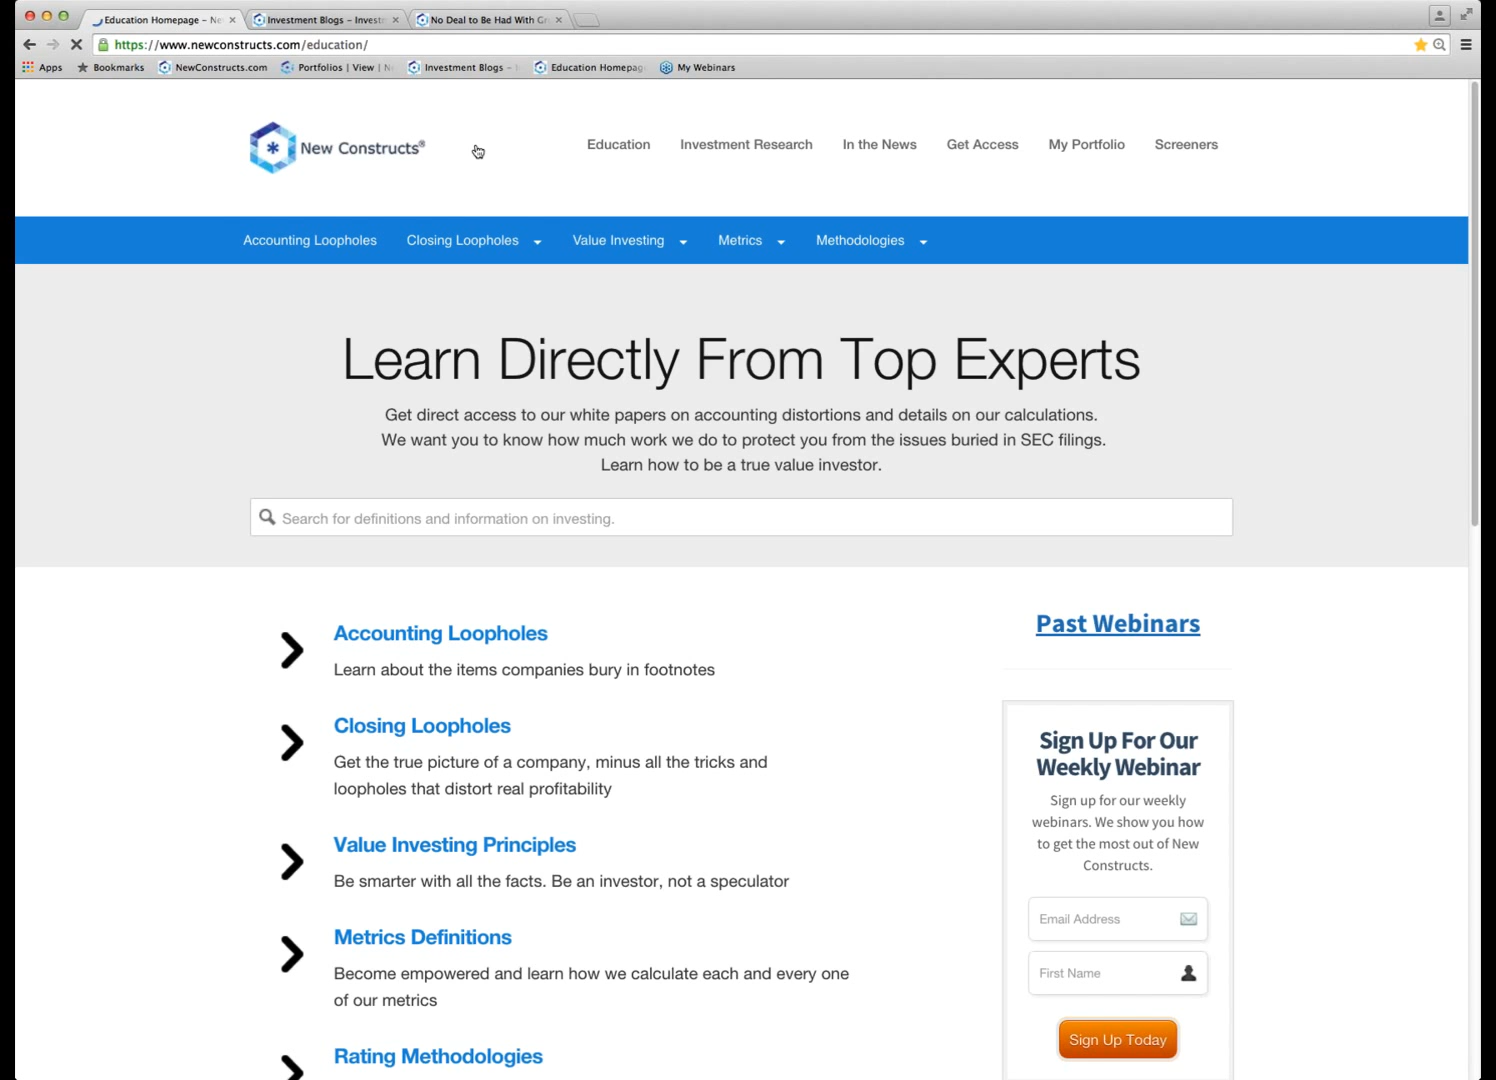 Education Homepage – Ne
Investment Blogs – Invest
No Deal to Be Had With Gr
https://www.newconstructs.com/education/
Apps
Bookmarks
NewConstructs.com
Portfolios | View | N
Investment Blogs –
Education Homepag
My Webinars
New Constructs®
Education
Investment Research
In the News
Get Access
My Portfolio
Screeners
Accounting Loopholes
Closing Loopholes
Value Investing
Metrics
Methodologies
Learn Directly From Top Experts
Get direct access to our white papers on accounting distortions and details on our calculations.
We want you to know how much work we do to protect you from the issues buried in SEC filings.
Learn how to be a true value investor.
Search for definitions and information on investing.
Accounting Loopholes
Learn about the items companies bury in footnotes
Closing Loopholes
Get the true picture of a company, minus all the tricks and
loopholes that distort real profitability
Value Investing Principles
Be smarter with all the facts. Be an investor, not a speculator
Metrics Definitions
Become empowered and learn how we calculate each and every one
of our metrics
Rating Methodologies
Past Webinars
Sign Up For Our
Weekly Webinar
Sign up for our weekly
webinars. We show you how
to get the most out of New
Constructs.
Email Address
First Name
Sign Up Today